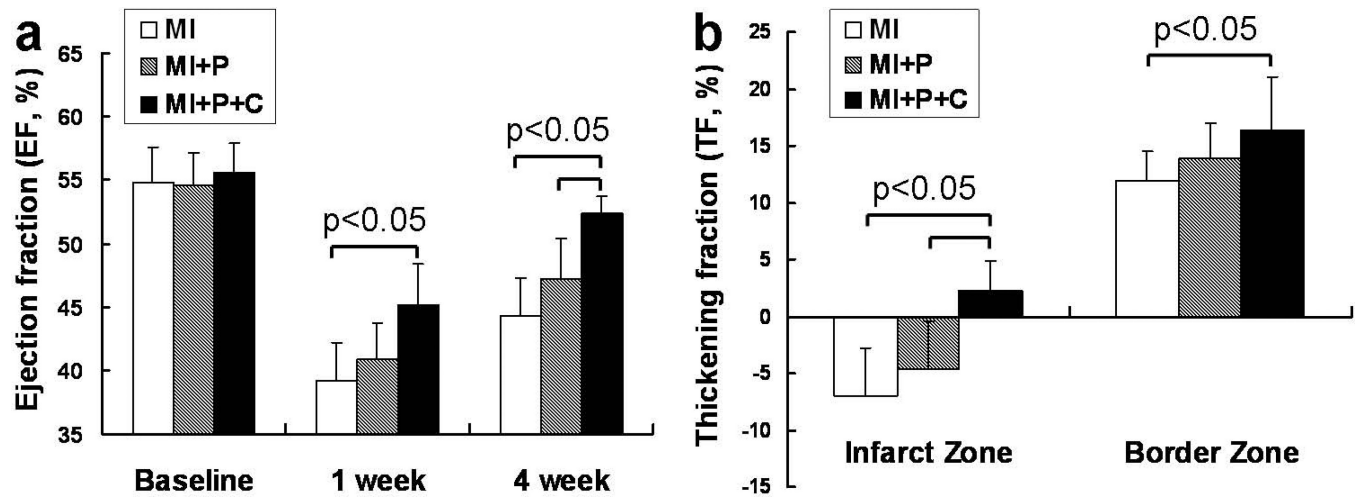 a
Ejection fraction (EF, %)
65
60
55
50
45
40
35
MI
MI+P
MI+P+C
p<0.05
p<0.05
Baseline
1 week
4 week
b
Thickening fraction (TF, %)
25
20
15
10
5
0
-5
-10
-15
MI
MI+P
MI+P+C
p<0.05
p<0.05
Infarct Zone
Border Zone